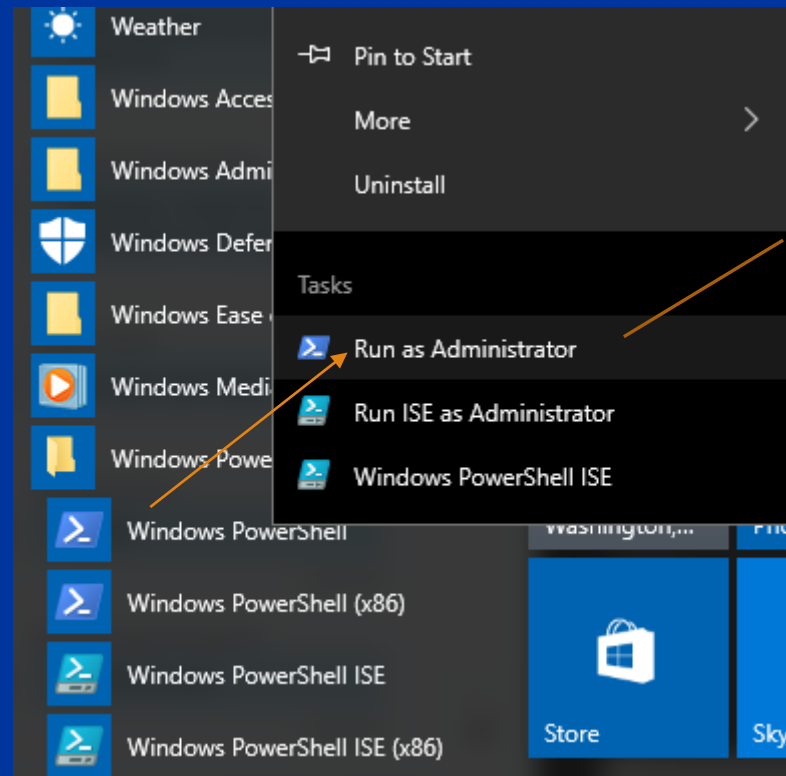 Weather
Windows Acces
Windows Admi
Windows Defer
Windows Ease
Windows Medi
Windows Powe
Windows PowerShell
Windows PowerShell (x86)
Windows PowerShell ISE
Windows PowerShell ISE (x86)
Pin to Start
More
Uninstall
Tasks
Run as Administrator
Run ISE as Administrator
Windows PowerShell ISE
Washington,...
Store
Sky